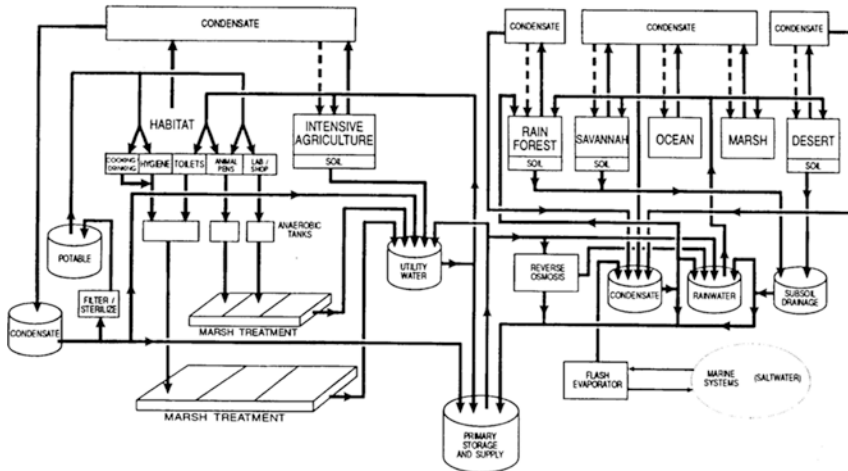 CONDENSATE
CONDENSATE
CONDENSATE
CONDENSATE
HABITAT
INTENSIVE
AGRICULTURE
SOIL
RAIN
FOREST
SOIL
SAVANNAH
SOIL
OCEAN
MARSH
DESERT
SOIL
COOKING/
DRINKING
HYGIENE
TOILETS
ANIMAL
PENS
LAB /
SHOP
ANAEROBIC
TANKS
POTABLE
UTILITY
WATER
REVERSE
OSMOSIS
CONDENSATE
RAINWATER
SUBSOIL
DRAINAGE
FILTER /
STERILIZE
CONDENSATE
MARSH TREATMENT
MARSH TREATMENT
FLASH
EVAPORATOR
MARINE
SYSTEMS
(SALTWATER)
PRIMARY
STORAGE
AND SUPPLY